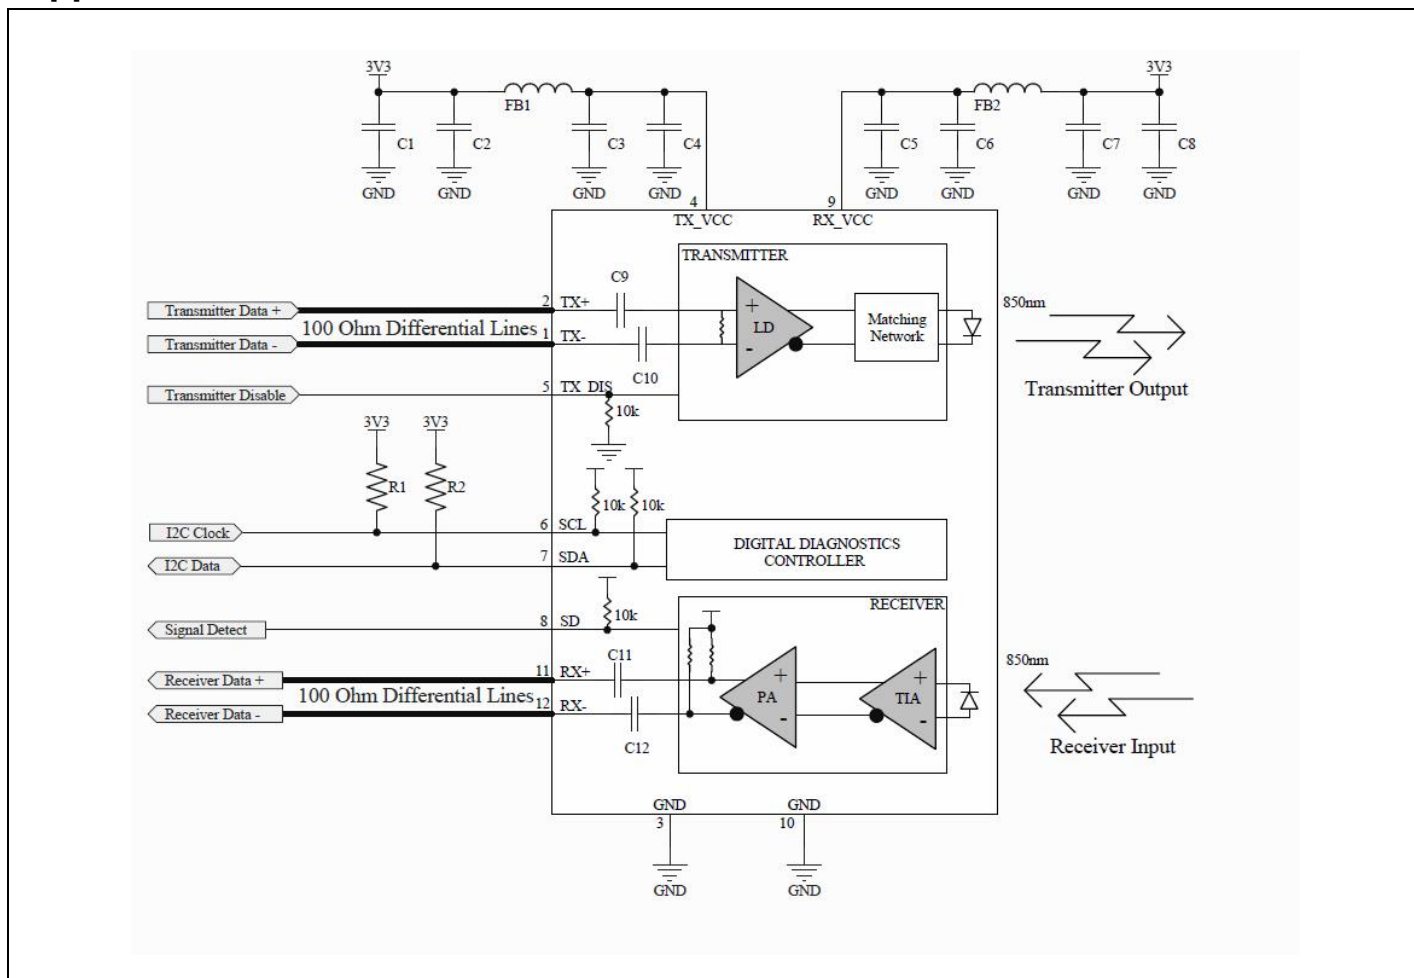 3V3
FB1
C1
C2
C3
C4
GND
GND
GND
GND
3V3
FB2
C5
C6
C7
C8
GND
GND
GND
GND
4
TX_VCC
9
RX_VCC
TRANSMITTER
C9
Transmitter Data +
2
TX+
100 Ohm Differential Lines
Transmitter Data -
1
TX-
C10
+
LD
-
Matching
Network
850nm
Transmitter Output
Transmitter Disable
5
TX_DIS
10k
3V3
3V3
R1
R2
10k
10k
I2C Clock
6
SCL
I2C Data
7
SDA
DIGITAL DIAGNOSTICS
CONTROLLER
RECEIVER
Signal Detect
8
SD
10k
C11
Receiver Data +
11
RX+
100 Ohm Differential Lines
Receiver Data -
12
RX-
C12
+
PA
-
+
TIA
-
850nm
Receiver Input
GND
3
GND
GND
10
GND